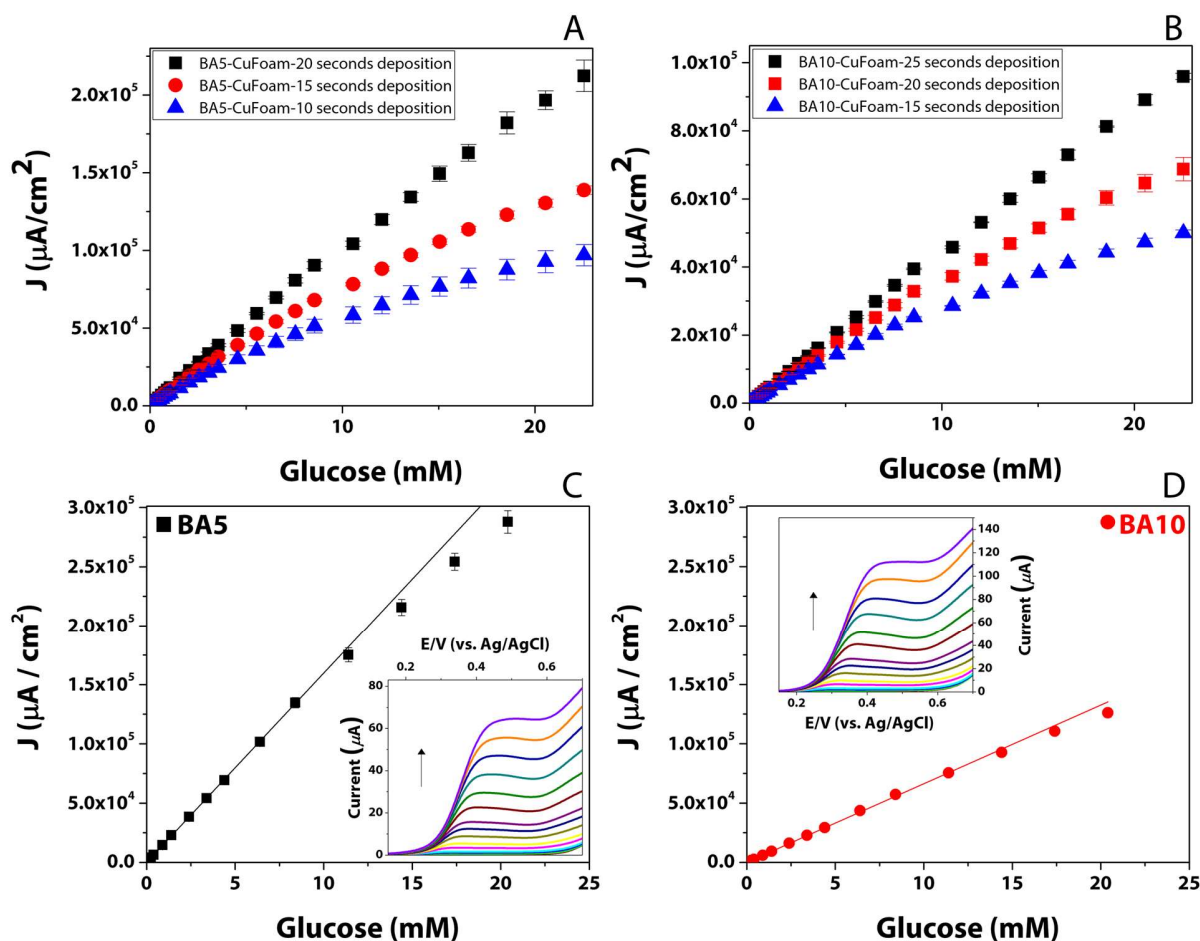 A
BA5-CuFoam-20 seconds deposition
BA5-CuFoam-15 seconds deposition
BA5-CuFoam-10 seconds deposition
2.0x10⁵
1.5x10⁵
1.0x10⁵
5.0x10⁴
0.0
J (μA/cm²)
0 10 20
Glucose (mM)
B
BA10-CuFoam-25 seconds deposition
BA10-CuFoam-20 seconds deposition
BA10-CuFoam-15 seconds deposition
1.0x10⁵
8.0x10⁴
6.0x10⁴
4.0x10⁴
2.0x10⁴
0.0
J (μA/cm²)
0 10 20
Glucose (mM)
C
BA5
3.0x10⁵
2.5x10⁵
2.0x10⁵
1.5x10⁵
1.0x10⁵
5.0x10⁴
0.0
J (μA / cm²)
E/V (vs. Ag/AgCl)
0.2 0.4 0.6
80
60
40
20
0
Current (μA)
0 5 10 15 20 25
Glucose (mM)
D
BA10
3.0x10⁵
2.5x10⁵
2.0x10⁵
1.5x10⁵
1.0x10⁵
5.0x10⁴
0.0
J (μA / cm²)
140
120
100
80
60
40
20
0
Current (μA)
0.2 0.4 0.6
E/V (vs. Ag/AgCl)
0 5 10 15 20 25
Glucose (mM)